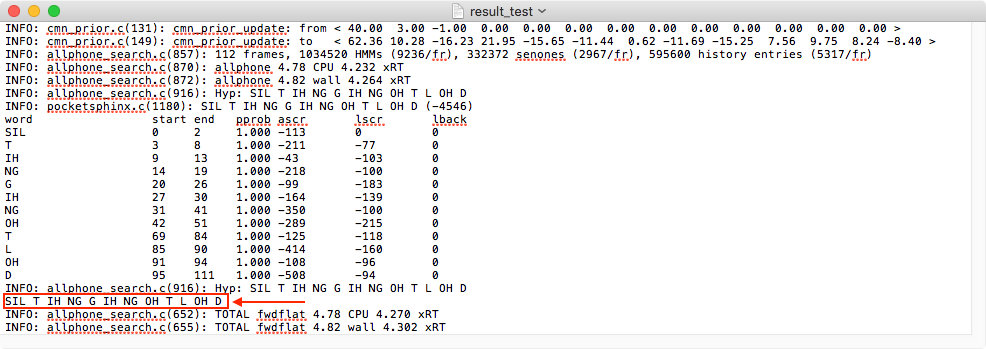 result_test
INFO: cmn_prior.c(131): cmn_prior_update: from < 40.00 3.00 -1.00 0.00 0.00 0.00 0.00 0.00 0.00 0.00 0.00 0.00 0.00 >
INFO: cmn_prior.c(149): cmn_prior_update: to < 62.36 10.28 -16.23 21.95 -15.65 -11.44 0.62 -11.69 -15.25 7.56 9.75 8.24 -8.40 >
INFO: allphone_search.c(857): 112 frames, 1034520 HMMs (9236/fr), 332372 senones (2967/fr), 595600 history entries (5317/fr)
INFO: allphone_search.c(870): allphone 4.78 CPU 4.232 xRT
INFO: allphone_search.c(872): allphone 4.82 wall 4.264 xRT
INFO: allphone_search.c(916): Hyp: SIL T IH NG G IH NG OH T L OH D
INFO: pocketsphinx.c(1180): SIL T IH NG G IH NG OH T L OH D (-4546)
word start end pprob ascr lscr lback
SIL 0 2 1.000 -113 0 0
T 3 8 1.000 -211 -77 0
IH 9 13 1.000 -43 -103 0
NG 14 19 1.000 -218 -100 0
G 20 26 1.000 -99 -183 0
IH 27 30 1.000 -164 -139 0
NG 31 41 1.000 -350 -100 0
OH 42 51 1.000 -289 -215 0
T 69 84 1.000 -125 -118 0
L 85 90 1.000 -414 -160 0
OH 91 94 1.000 -108 -96 0
D 95 111 1.000 -508 -94 0
INFO: allphone_search.c(916): Hyp: SIL T IH NG G IH NG OH T L OH D
SIL T IH NG G IH NG OH T L OH D
INFO: allphone_search.c(652): TOTAL fwdflat 4.78 CPU 4.270 xRT
INFO: allphone_search.c(655): TOTAL fwdflat 4.82 wall 4.302 xRT